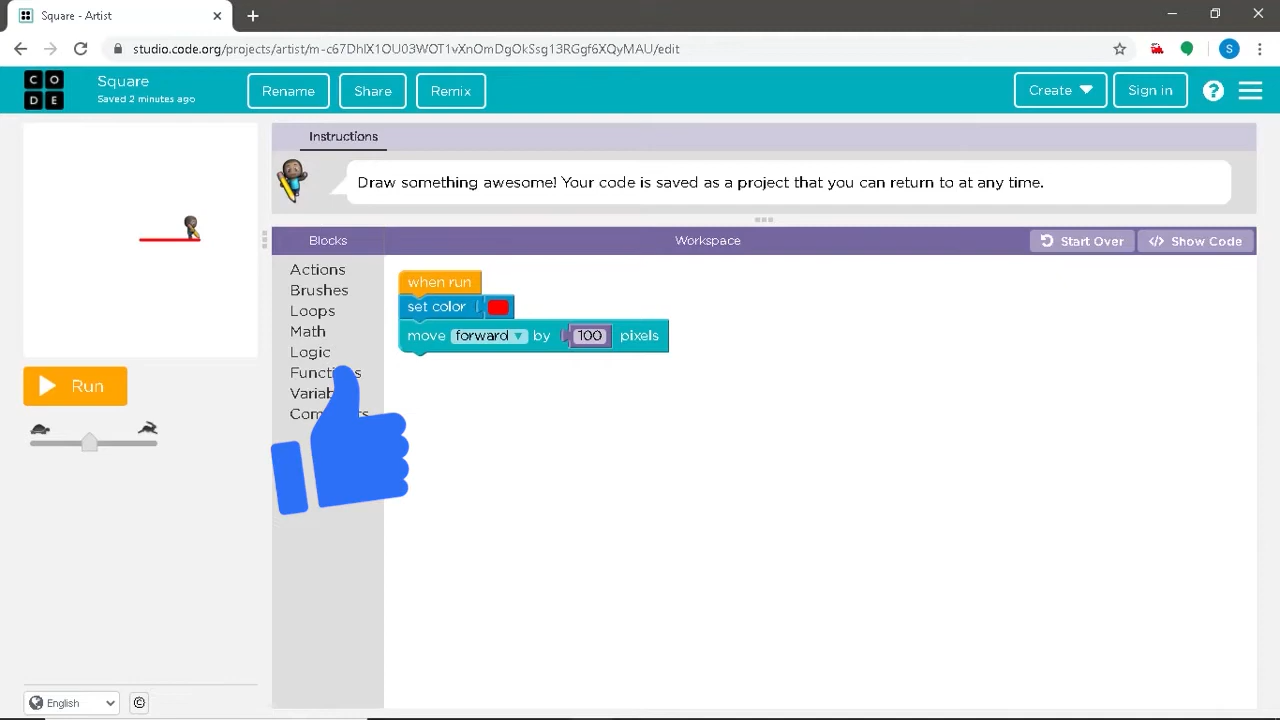 Square - Artist
studio.code.org/projects/artist/m-c67DhlX1OU03WOT1vXnOmDgOkSsg13RGgf6XQyMAU/edit
S
C O
D E
Square
Saved 2 minutes ago
Rename
Share
Remix
Create
Sign in
?
Instructions
Draw something awesome! Your code is saved as a project that you can return to at any time.
Blocks
Workspace
Start Over
</> Show Code
Actions
Brushes
Loops
Math
Logic
when run
set color
move forward by 100 pixels
Run
English
©